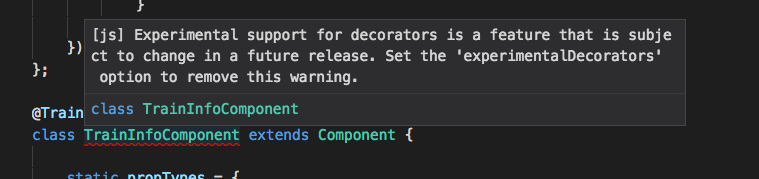 }
})
};
[js] Experimental support for decorators is a feature that is subje
ct to change in a future release. Set the 'experimentalDecorators'
option to remove this warning.
class TrainInfoComponent
@Train
class TrainInfoComponent extends Component {
static propTypes = {